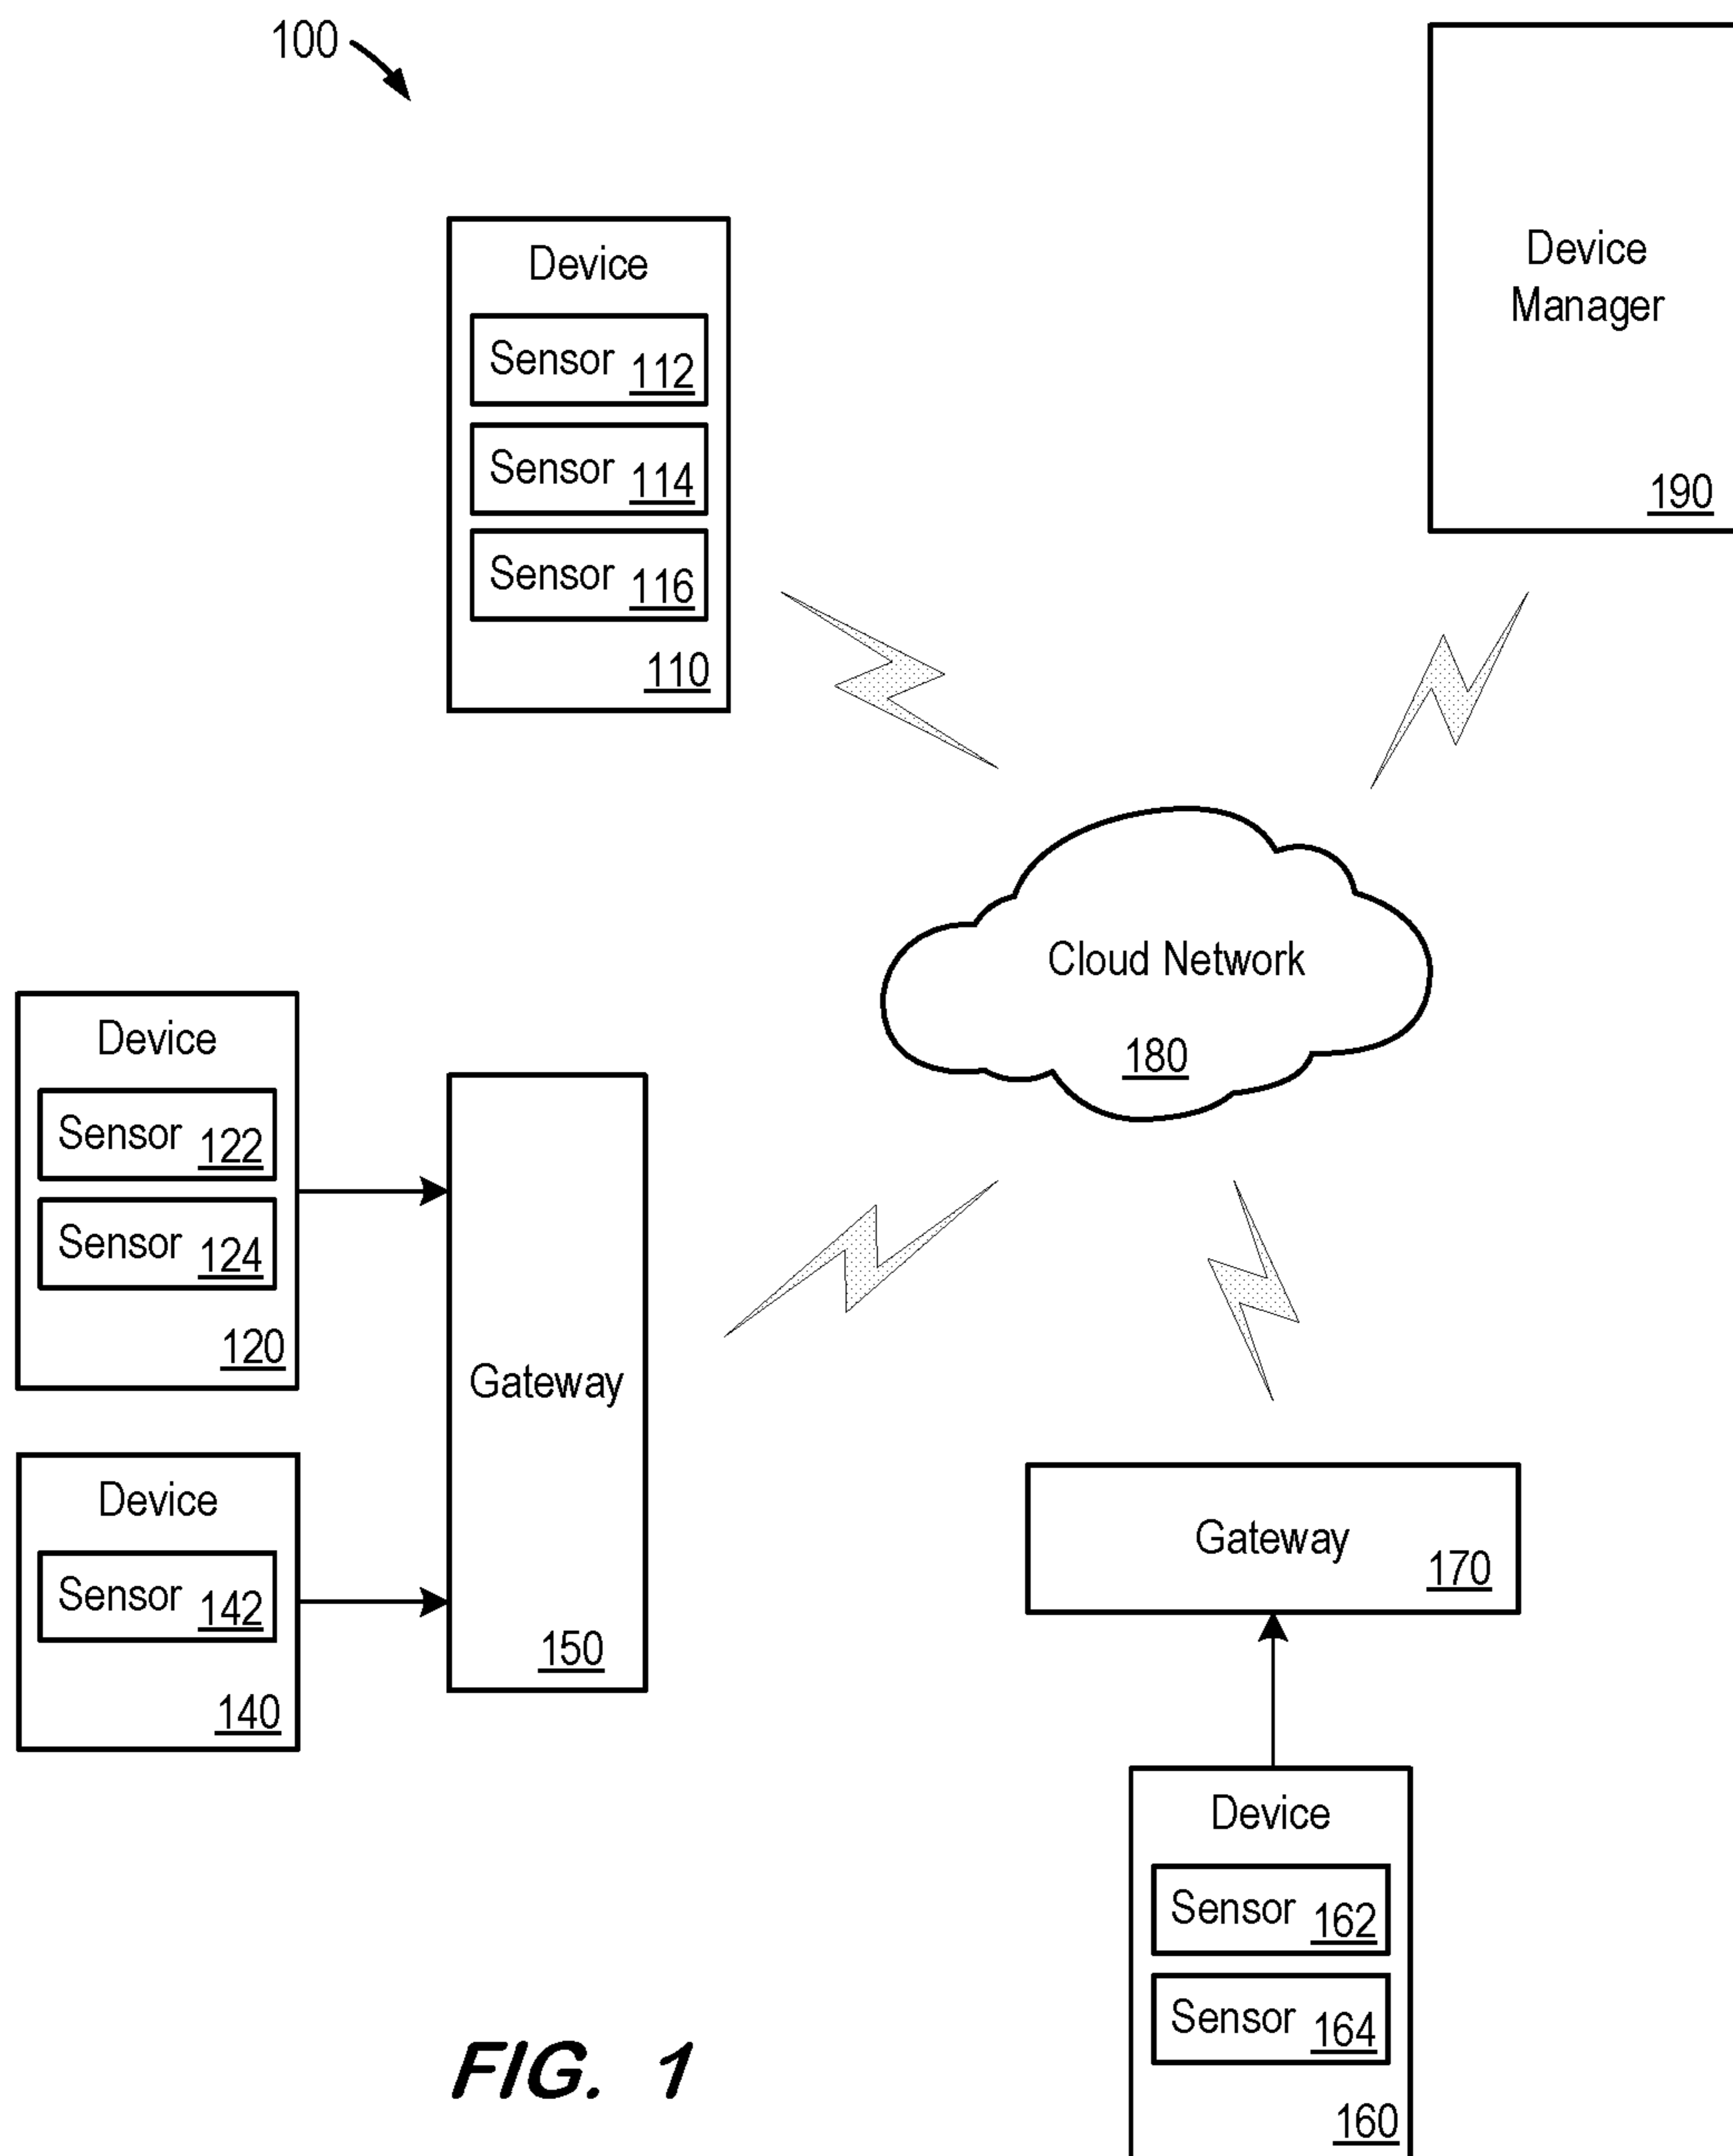 100
Device
Sensor 112
Sensor 114
Sensor 116
110
Device
Manager
190
Cloud Network
180
Device
Sensor 122
Sensor 124
120
Device
Sensor 142
140
Gateway
150
Gateway
170
Device
Sensor 162
Sensor 164
160
FIG. 1